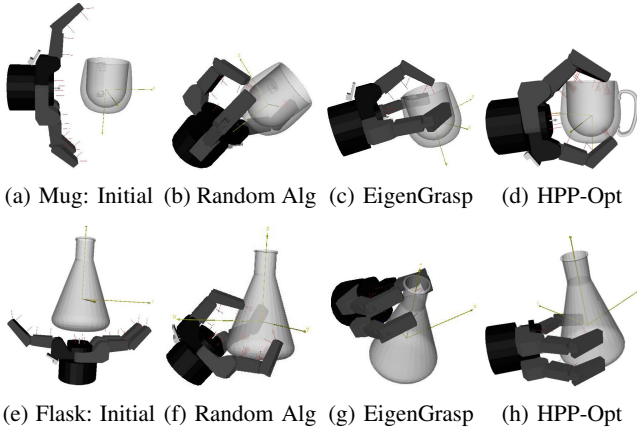 (a) Mug: Initial (b) Random Alg (c) EigenGrasp (d) HPP-Opt
(e) Flask: Initial (f) Random Alg (g) EigenGrasp (h) HPP-Opt